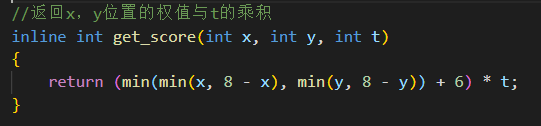 //返回x，y位置的权值与t的乘积
inline int get_score(int x, int y, int t)
{
    return (min(min(x, 8 - x), min(y, 8 - y)) + 6) * t;
}